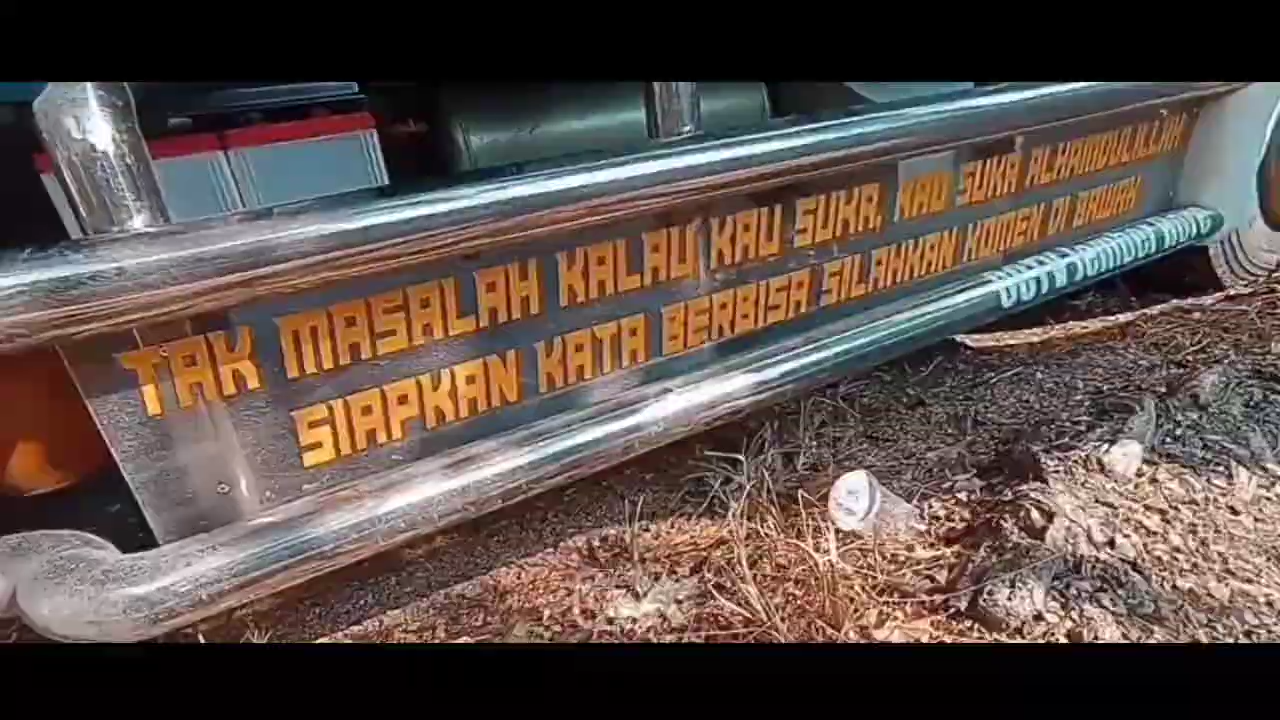 TAK MASALAH KALAU KAU SUKA, KAU SUKA ALHAMDULILLAH
SIAPKAN KATA BERBISA SILAHKAN KOMEN DI BAWAH